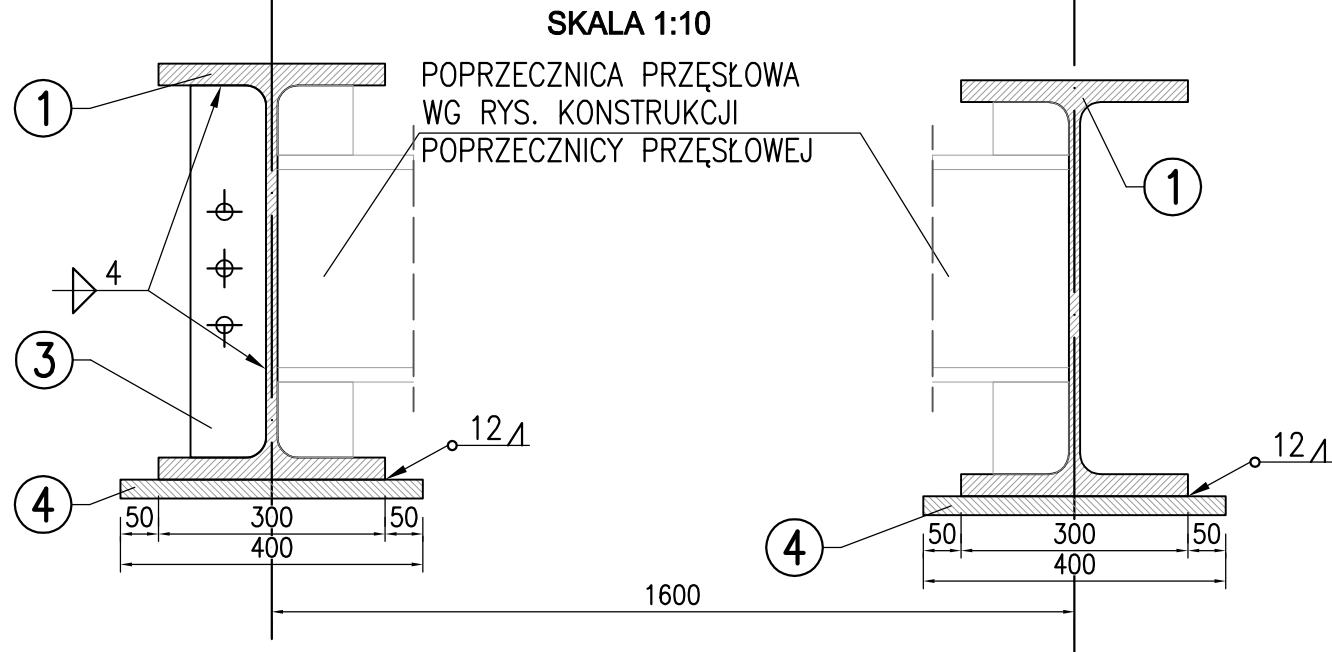 SKALA 1:10
POPRZECZNICA PRZĘSŁOWA
WG RYS. KONSTRUKCJI
POPRZECZNICY PRZĘSŁOWEJ
1
1
4
3
12
12
4
4
50 300 50
400
50 300 50
400
1600